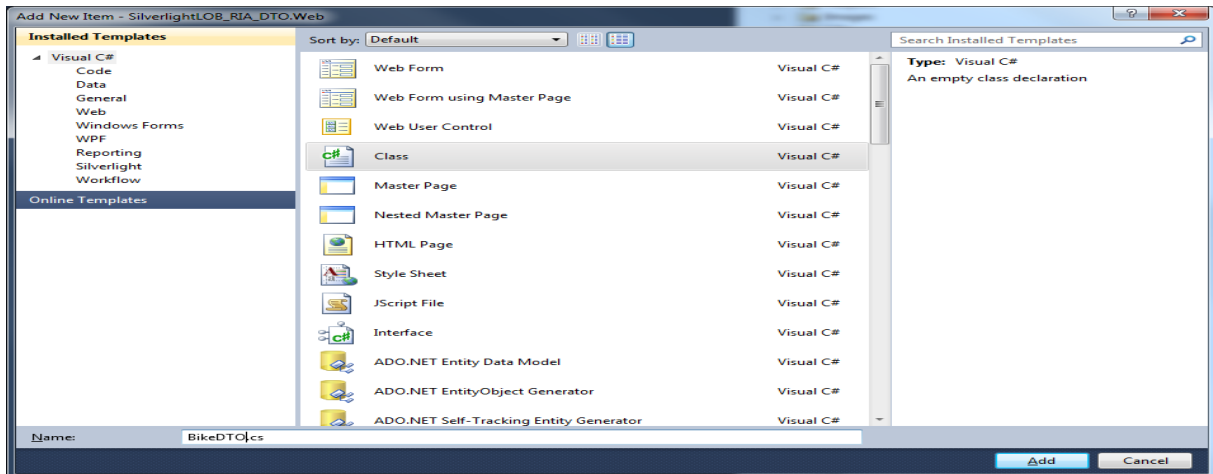 Add New Item - SilverlightLOB_RIA_DTO.Web
Installed Templates
Visual C#
Code
Data
General
Web
Windows Forms
WPF
Reporting
Silverlight
Workflow
Online Templates
Sort by: Default
Web Form Visual C#
Web Form using Master Page Visual C#
Web User Control Visual C#
Class Visual C#
Master Page Visual C#
Nested Master Page Visual C#
HTML Page Visual C#
Style Sheet Visual C#
JScript File Visual C#
Interface Visual C#
ADO.NET Entity Data Model Visual C#
ADO.NET EntityObject Generator Visual C#
ADO.NET Self-Tracking Entity Generator Visual C#
Search Installed Templates
Type: Visual C#
An empty class declaration
Name: BikeDTO.cs
Add Cancel